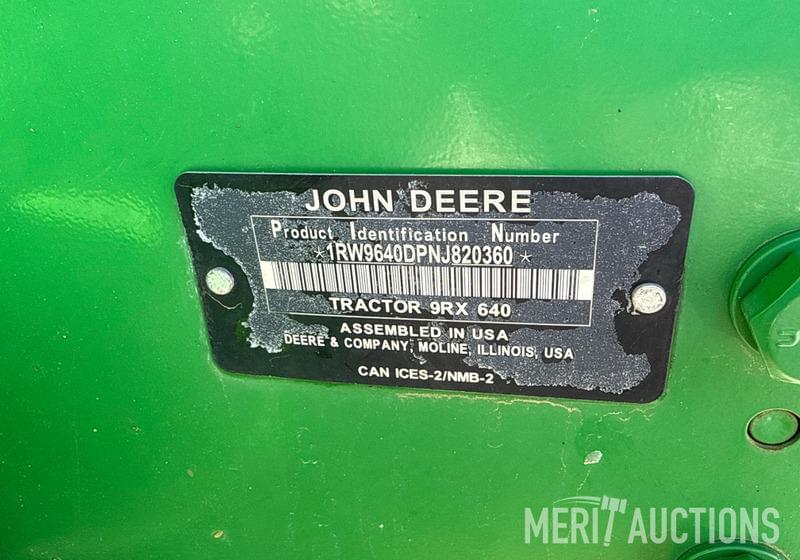 JOHN DEERE
Product Identification Number
*1RW9640DPNJ820360*
TRACTOR 9RX 640
ASSEMBLED IN USA
DEERE & COMPANY, MOLINE, ILLINOIS, USA
CAN ICES-2/NMB-2
MERIT AUCTIONS